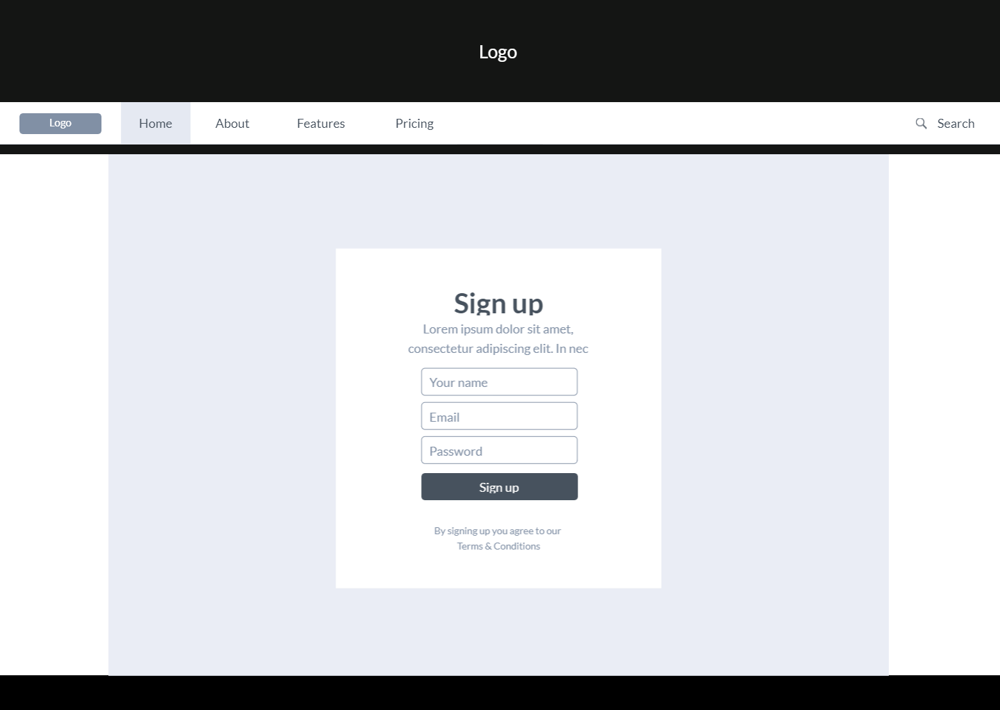 Logo
Logo
Home
About
Features
Pricing
Search
Sign up
Lorem ipsum dolor sit amet,
consectetur adipiscing elit. In nec
Your name
Email
Password
Sign up
By signing up you agree to our
Terms & Conditions